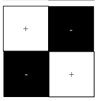 + -
- +